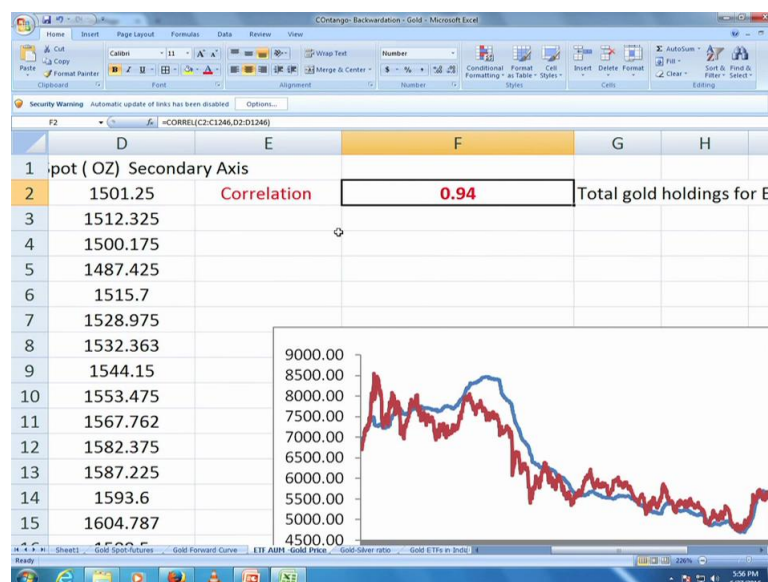 COntango- Backwardation - Gold - Microsoft Excel
Home Insert Page Layout Formulas Data Review View
Cut
Copy
Format Painter
Paste
Clipboard
Calibri 11
Font
Wrap Text
Merge & Center
Alignment
Number
Number
Conditional Formatting
Format as Table
Cell Styles
Styles
Insert Delete Format
Cells
AutoSum
Fill
Clear
Sort & Filter
Find & Select
Editing
Security Warning Automatic update of links has been disabled Options...
F2 fx =CORREL(C2:C1246,D2:D1246)
D E F G H
1 pot ( OZ) Secondary Axis
2 1501.25 Correlation 0.94 Total gold holdings for E
3 1512.325
4 1500.175
5 1487.425
6 1515.7
7 1528.975
8 1532.363
9 1544.15
10 1553.475
11 1567.762
12 1582.375
13 1587.225
14 1593.6
15 1604.787
9000.00
8500.00
8000.00
7500.00
7000.00
6500.00
6000.00
5500.00
5000.00
4500.00
Sheet1 Gold Spot-futures Gold Forward Curve ETF AUM -Gold Price Gold-Silver ratio Gold ETFs in Indi
Ready 226%
5:56 PM